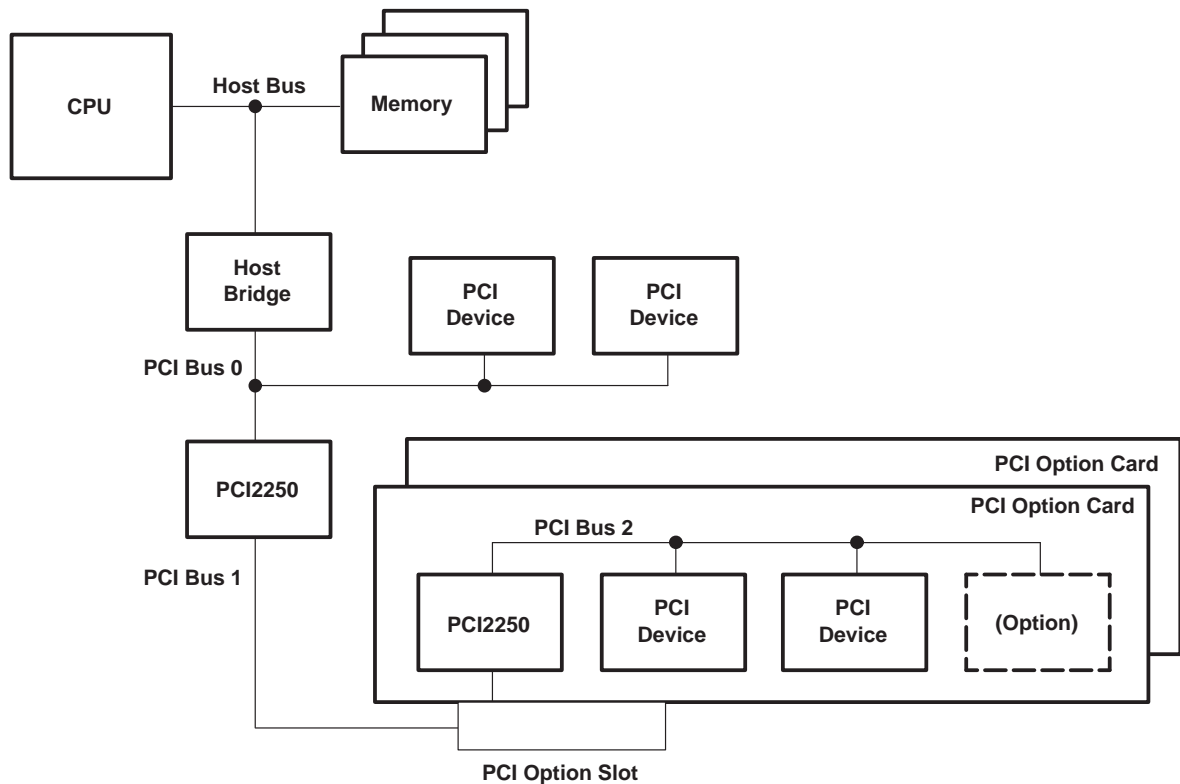 Host Bus
CPU
Memory
Host
Bridge
PCI
Device
PCI
Device
PCI Bus 0
PCI2250
PCI Option Card
PCI Option Card
PCI Bus 2
PCI Bus 1
PCI2250
PCI
Device
PCI
Device
(Option)
PCI Option Slot